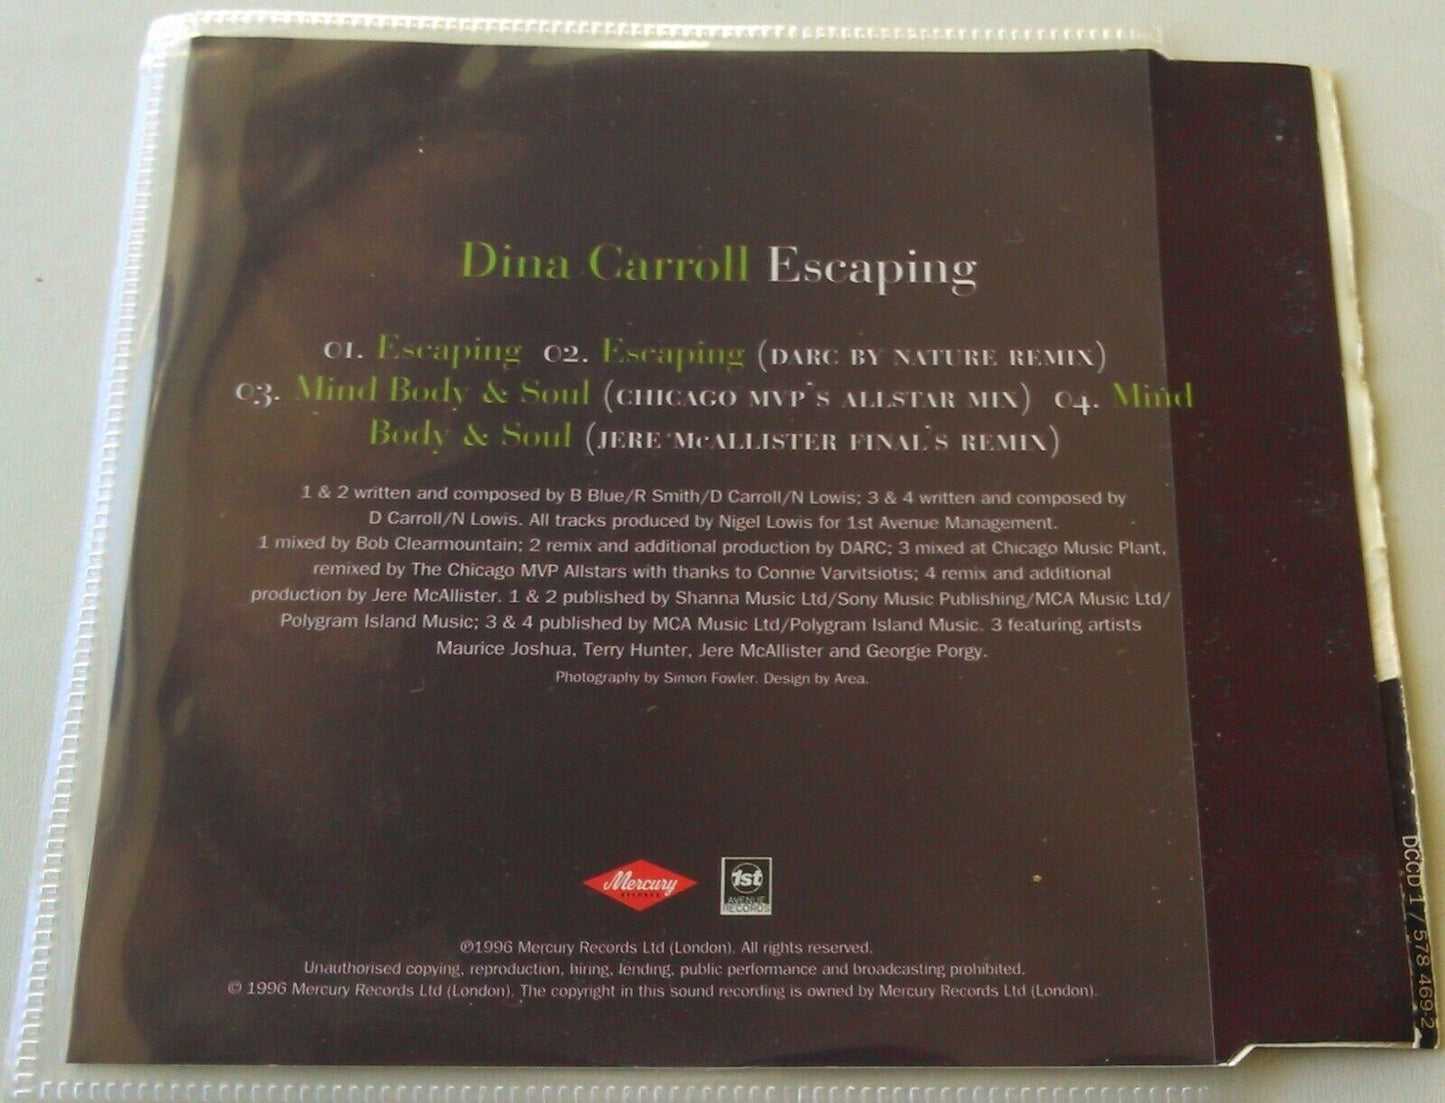 Dina Carroll Escaping
01. Escaping 02. Escaping (DARC BY NATURE REMIX)
03. Mind Body & Soul (CHICAGO MVP'S ALLSTAR MIX) 04. Mind
Body & Soul (JERE McALLISTER FINAL'S REMIX)
1 & 2 written and composed by B Blue/R Smith/D Carroll/N Lowis; 3 & 4 written and composed by
D Carroll/N Lowis. All tracks produced by Nigel Lowis for 1st Avenue Management.
1 mixed by Bob Clearmountain; 2 remix and additional production by DARC; 3 mixed at Chicago Music Plant,
remixed by The Chicago MVP Allstars with thanks to Connie Varvitsiotis; 4 remix and additional
production by Jere McAllister. 1 & 2 published by Shanna Music Ltd/Sony Music Publishing/MCA Music Ltd/
Polygram Island Music; 3 & 4 published by MCA Music Ltd/Polygram Island Music. 3 featuring artists
Maurice Joshua, Terry Hunter, Jere McAllister and Georgie Porgy.
Photography by Simon Fowler. Design by Area.
Mercury
RECORDS
1st
AVENUE
RECORDS
℗1996 Mercury Records Ltd (London). All rights reserved.
Unauthorised copying, reproduction, hiring, lending, public performance and broadcasting prohibited.
© 1996 Mercury Records Ltd (London). The copyright in this sound recording is owned by Mercury Records Ltd (London).
DCCD 1 / 578 469-2